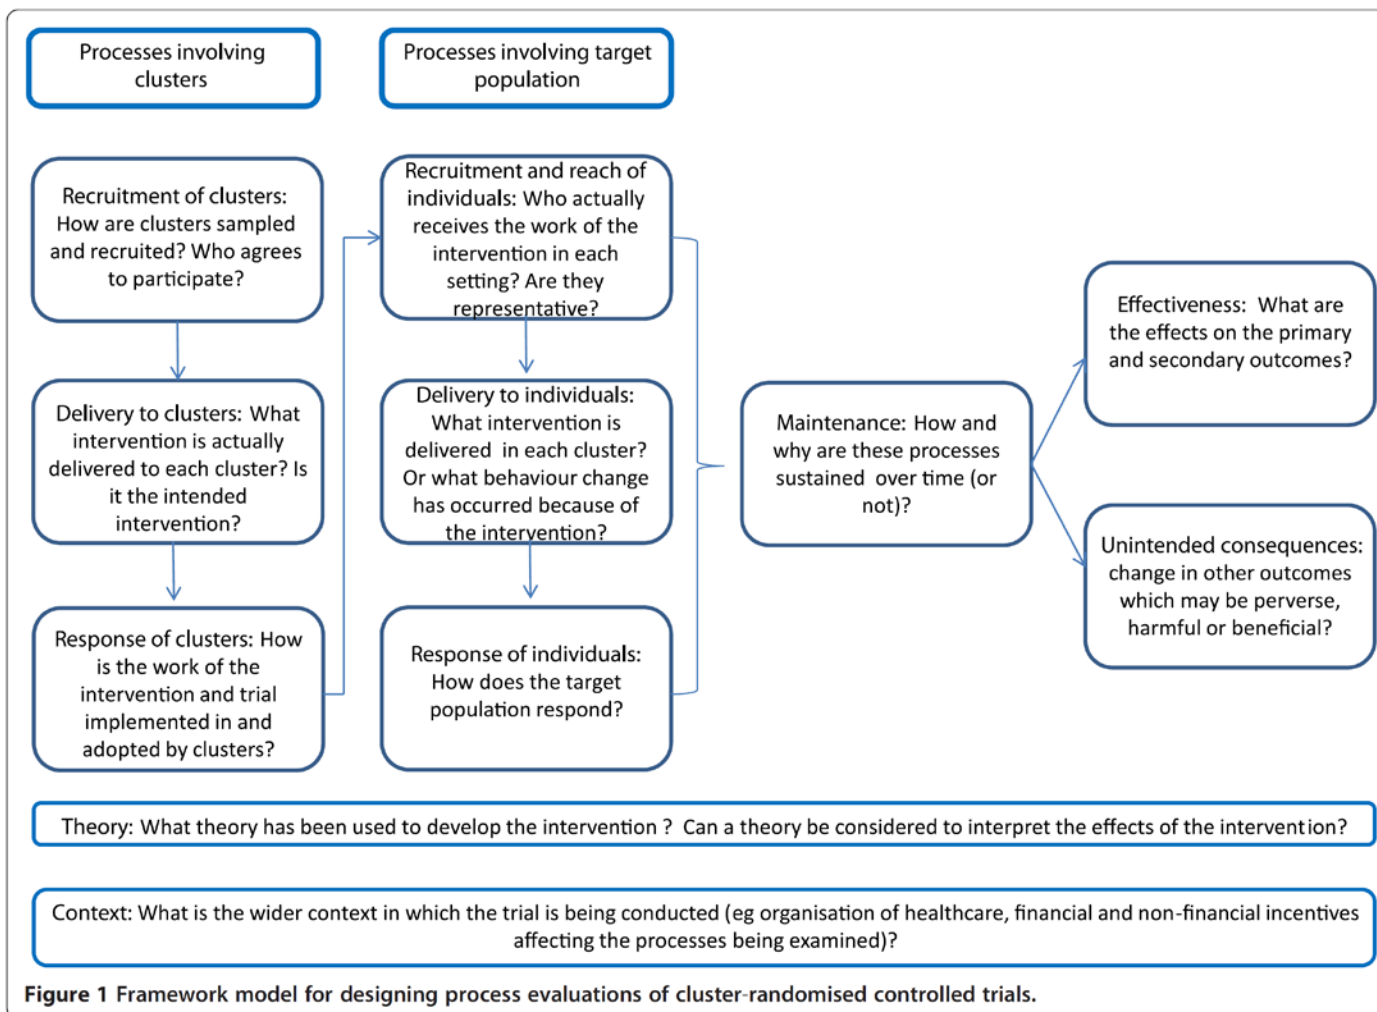 Processes involving
clusters
Processes involving target
population
Recruitment of clusters:
How are clusters sampled
and recruited? Who agrees
to participate?
Delivery to clusters: What
intervention is actually
delivered to each cluster? Is
it the intended
intervention?
Response of clusters: How
is the work of the
intervention and trial
implemented in and
adopted by clusters?
Recruitment and reach of
individuals: Who actually
receives the work of the
intervention in each
setting? Are they
representative?
Delivery to individuals:
What intervention is
delivered in each cluster?
Or what behaviour change
has occurred because of
the intervention?
Response of individuals:
How does the target
population respond?
Maintenance: How and
why are these processes
sustained over time (or
not)?
Effectiveness: What are
the effects on the primary
and secondary outcomes?
Unintended consequences:
change in other outcomes
which may be perverse,
harmful or beneficial?
Theory: What theory has been used to develop the intervention ? Can a theory be considered to interpret the effects of the intervention?
Context: What is the wider context in which the trial is being conducted (eg organisation of healthcare, financial and non-financial incentives
affecting the processes being examined)?
Figure 1 Framework model for designing process evaluations of cluster-randomised controlled trials.